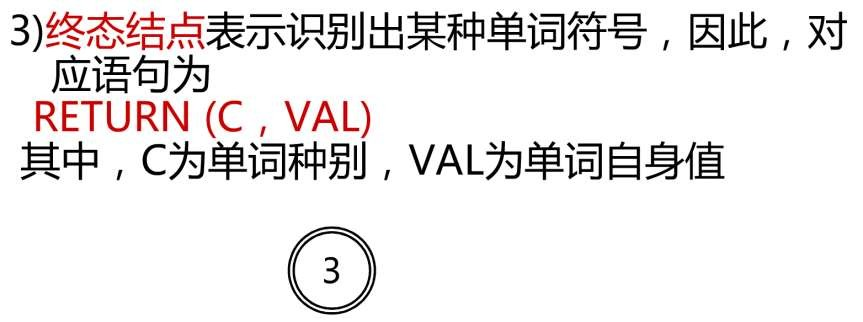 3)终态结点表示识别出某种单词符号，因此，对
应语句为
RETURN (C，VAL)
其中，C为单词种别，VAL为单词自身值
3